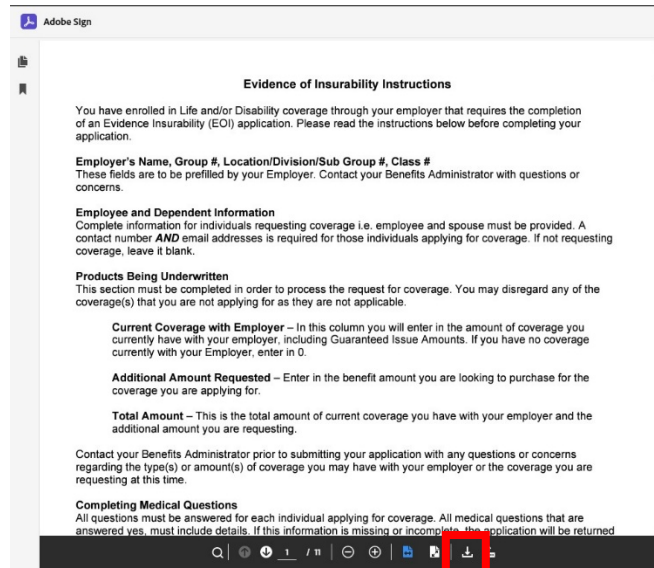 Adobe Sign
Evidence of Insurability Instructions
You have enrolled in Life and/or Disability coverage through your employer that requires the completion
of an Evidence Insurability (EOI) application. Please read the instructions below before completing your
application.
Employer's Name, Group #, Location/Division/Sub Group #, Class #
These fields are to be prefilled by your Employer. Contact your Benefits Administrator with questions or
concerns.
Employee and Dependent Information
Complete information for individuals requesting coverage i.e. employee and spouse must be provided. A
contact number AND email addresses is required for those individuals applying for coverage. If not requesting
coverage, leave it blank.
Products Being Underwritten
This section must be completed in order to process the request for coverage. You may disregard any of the
coverage(s) that you are not applying for as they are not applicable.
Current Coverage with Employer – In this column you will enter in the amount of coverage you
currently have with your employer, including Guaranteed Issue Amounts. If you have no coverage
currently with your Employer, enter in 0.
Additional Amount Requested – Enter in the benefit amount you are looking to purchase for the
coverage you are applying for.
Total Amount – This is the total amount of current coverage you have with your employer and the
additional amount you are requesting.
Contact your Benefits Administrator prior to submitting your application with any questions or concerns
regarding the type(s) or amount(s) of coverage you may have with your employer or the coverage you are
requesting at this time.
Completing Medical Questions
All questions must be answered for each individual applying for coverage. All medical questions that are
answered yes, must include details. If this information is missing or incomplete, the application will be returned
1 / 11